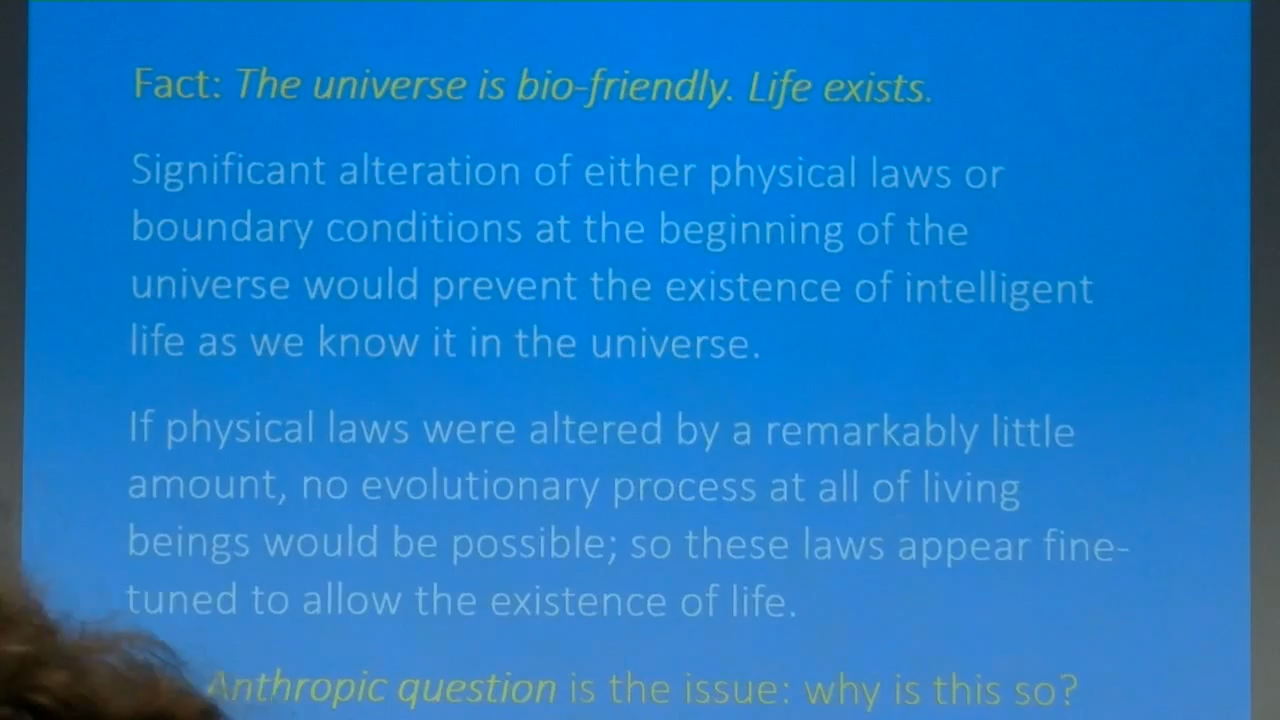 Fact: The universe is bio-friendly. Life exists.
Significant alteration of either physical laws or
boundary conditions at the beginning of the
universe would prevent the existence of intelligent
life as we know it in the universe.
If physical laws were altered by a remarkably little
amount, no evolutionary process at all of living
beings would be possible; so these laws appear fine-
tuned to allow the existence of life.
Anthropic question is the issue: why is this so?